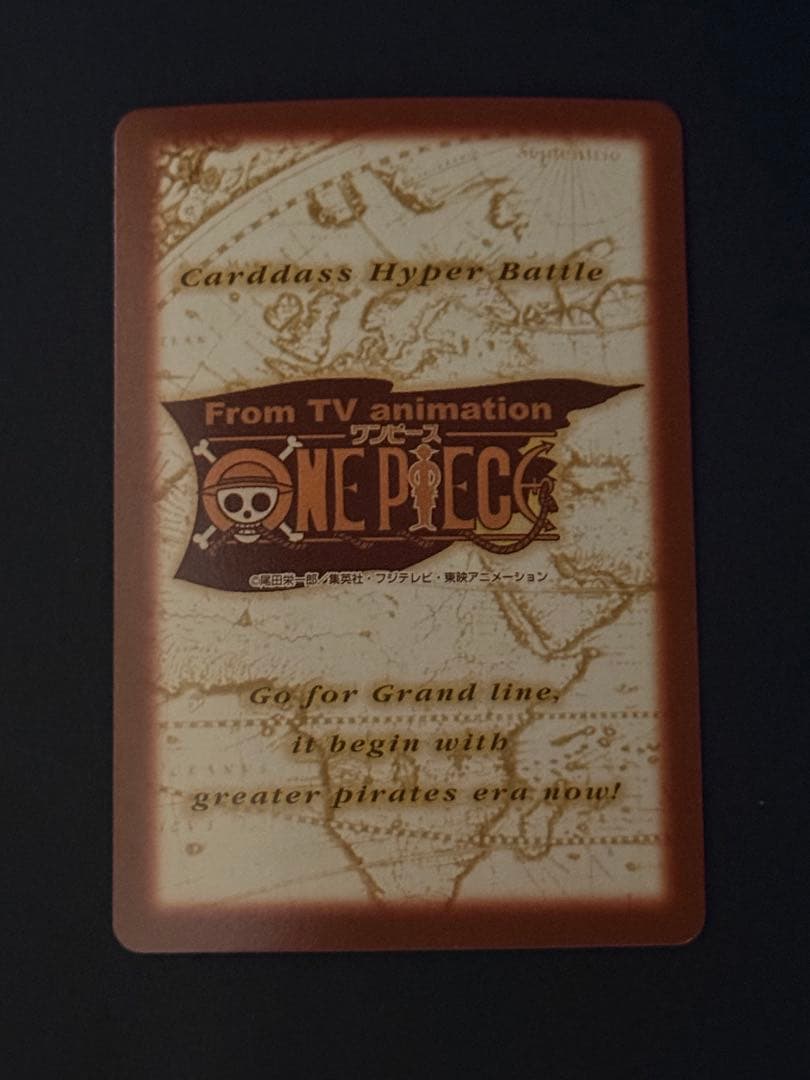 Septentrio
Carddass Hyper Battle
From TV animation
ワンピース
ONE PIECE
©尾田栄一郎/集英社・フジテレビ・東映アニメーション
Go for Grand line,
it begin with
greater pirates era now!